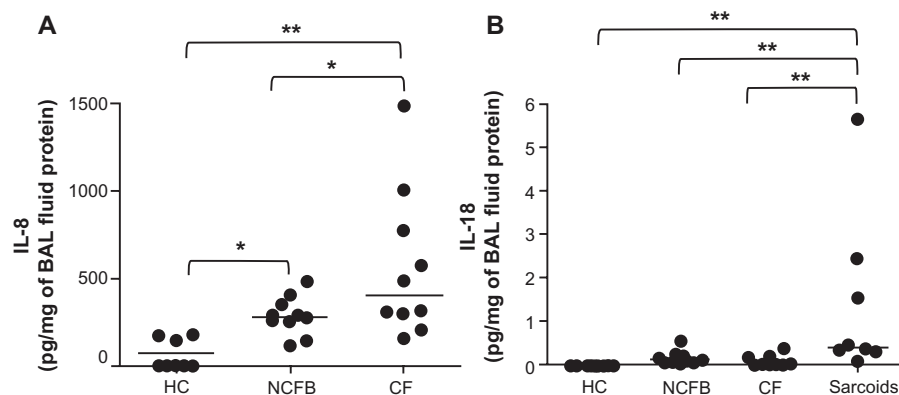 A
**
*
*
IL-8
(pg/mg of BAL fluid protein)
1500
1000
500
0
HC NCFB CF
B
**
**
**
IL-18
(pg/mg of BAL fluid protein)
6
5
4
3
2
1
0
HC NCFB CF Sarcoids